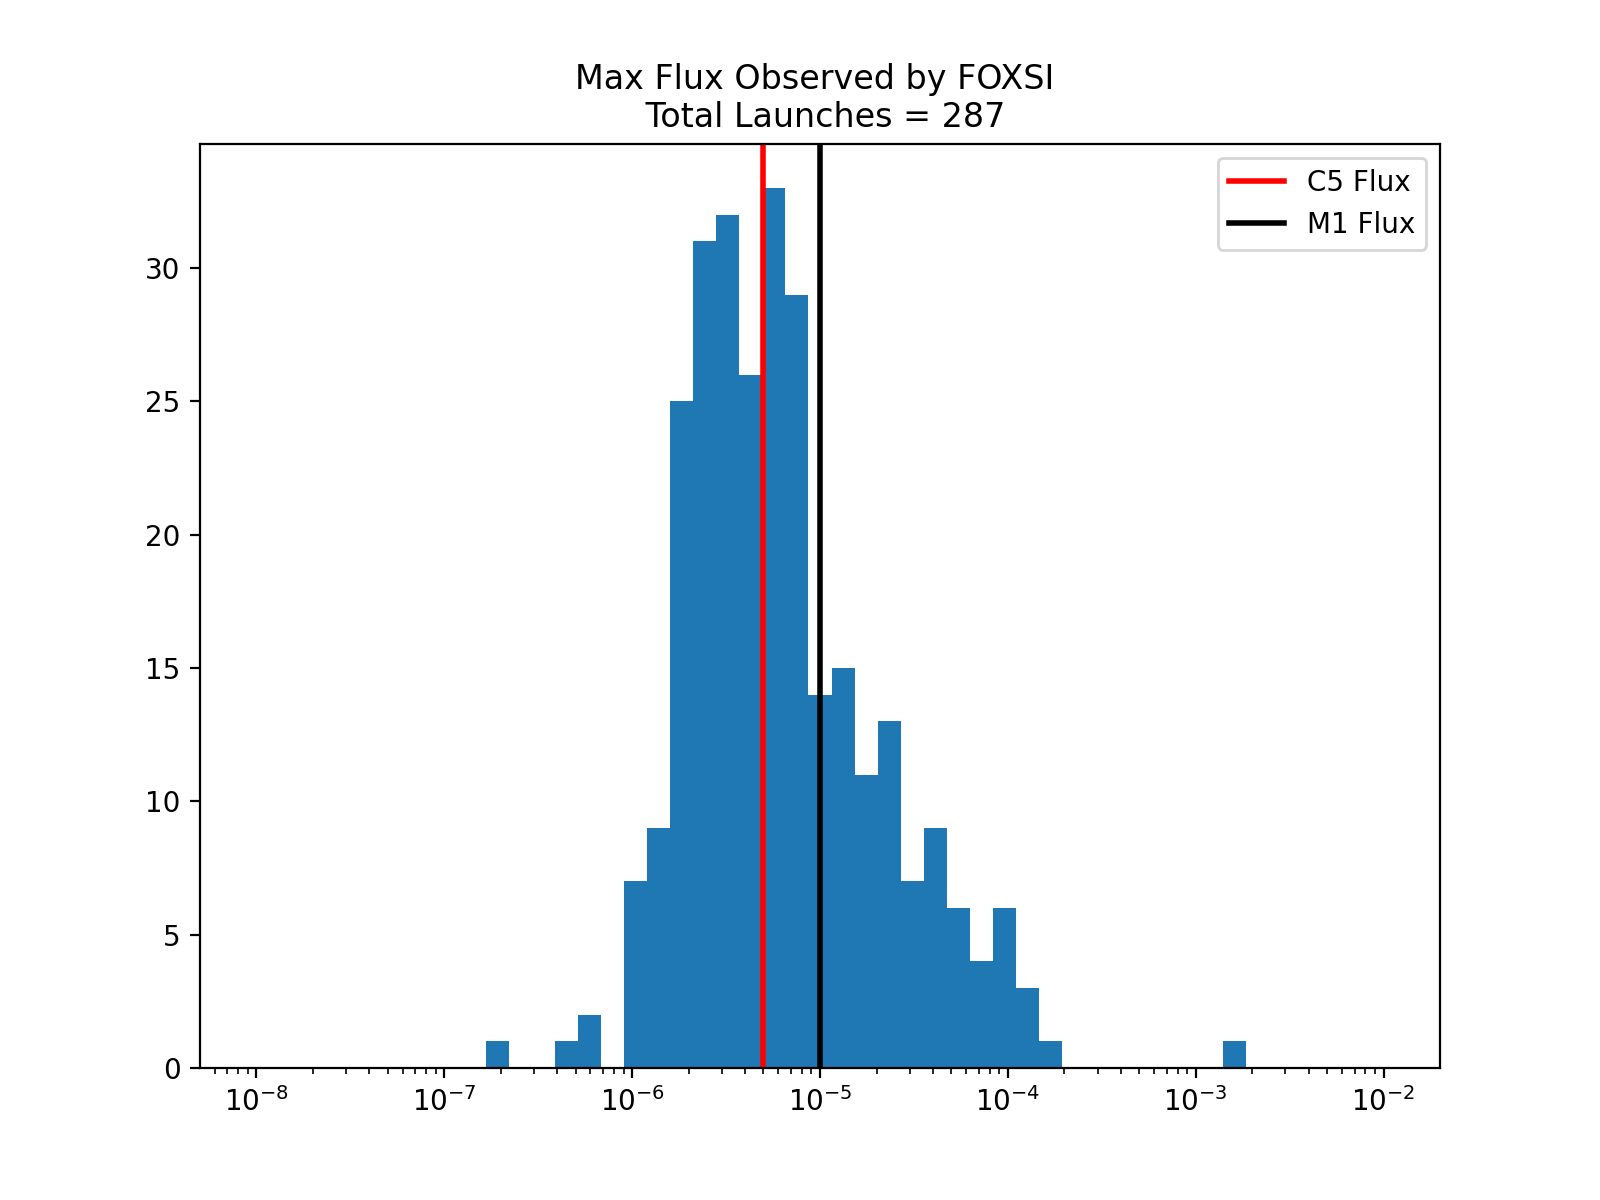 Max Flux Observed by FOXSI
Total Launches = 287
C5 Flux
M1 Flux
30
25
20
15
10
5
0
10⁻⁸ 10⁻⁷ 10⁻⁶ 10⁻⁵ 10⁻⁴ 10⁻³ 10⁻²